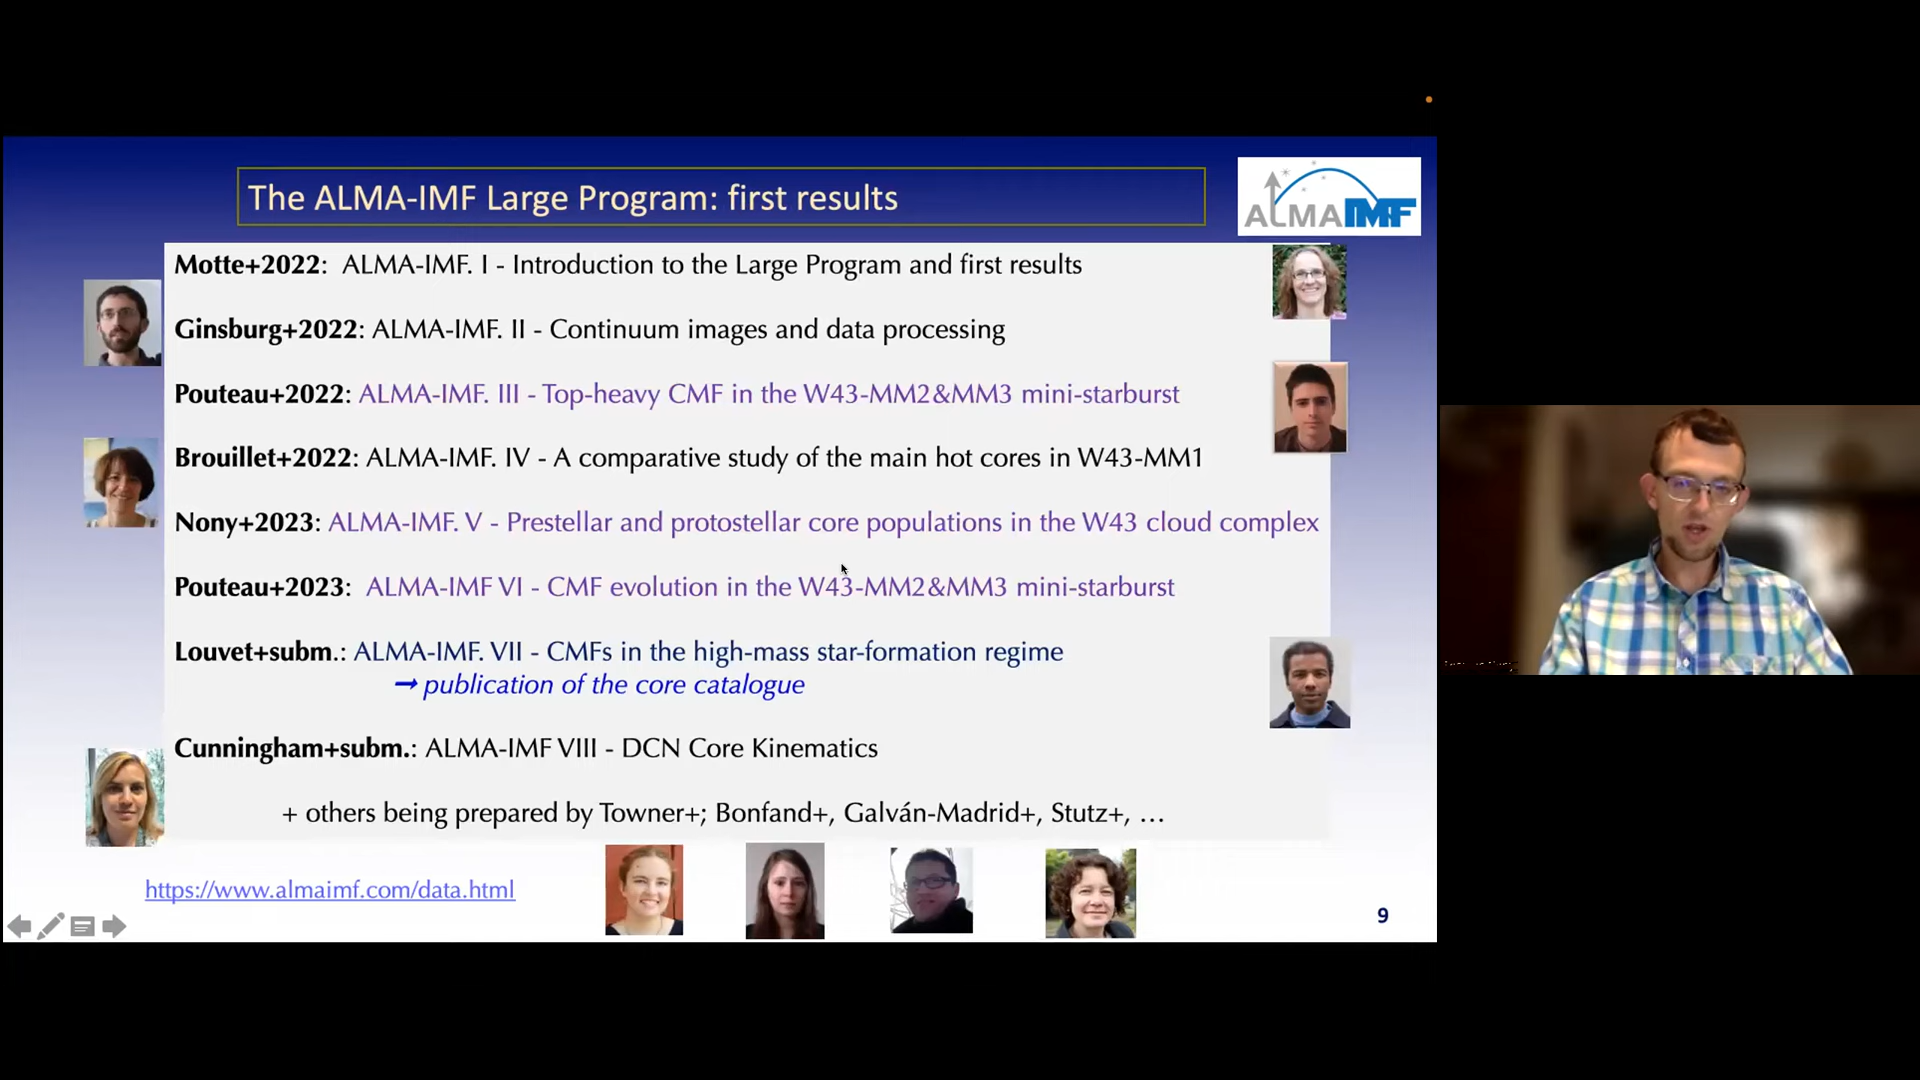 The ALMA-IMF Large Program: first results
ALMAIMF
Motte+2022: ALMA-IMF. I - Introduction to the Large Program and first results
Ginsburg+2022: ALMA-IMF. II - Continuum images and data processing
Pouteau+2022: ALMA-IMF. III - Top-heavy CMF in the W43-MM2&MM3 mini-starburst
Brouillet+2022: ALMA-IMF. IV - A comparative study of the main hot cores in W43-MM1
Nony+2023: ALMA-IMF. V - Prestellar and protostellar core populations in the W43 cloud complex
Pouteau+2023: ALMA-IMF VI - CMF evolution in the W43-MM2&MM3 mini-starburst
Louvet+subm.: ALMA-IMF. VII - CMFs in the high-mass star-formation regime
➞ publication of the core catalogue
Cunningham+subm.: ALMA-IMF VIII - DCN Core Kinematics
+ others being prepared by Towner+; Bonfand+, Galván-Madrid+, Stutz+, …
https://www.almaimf.com/data.html
9